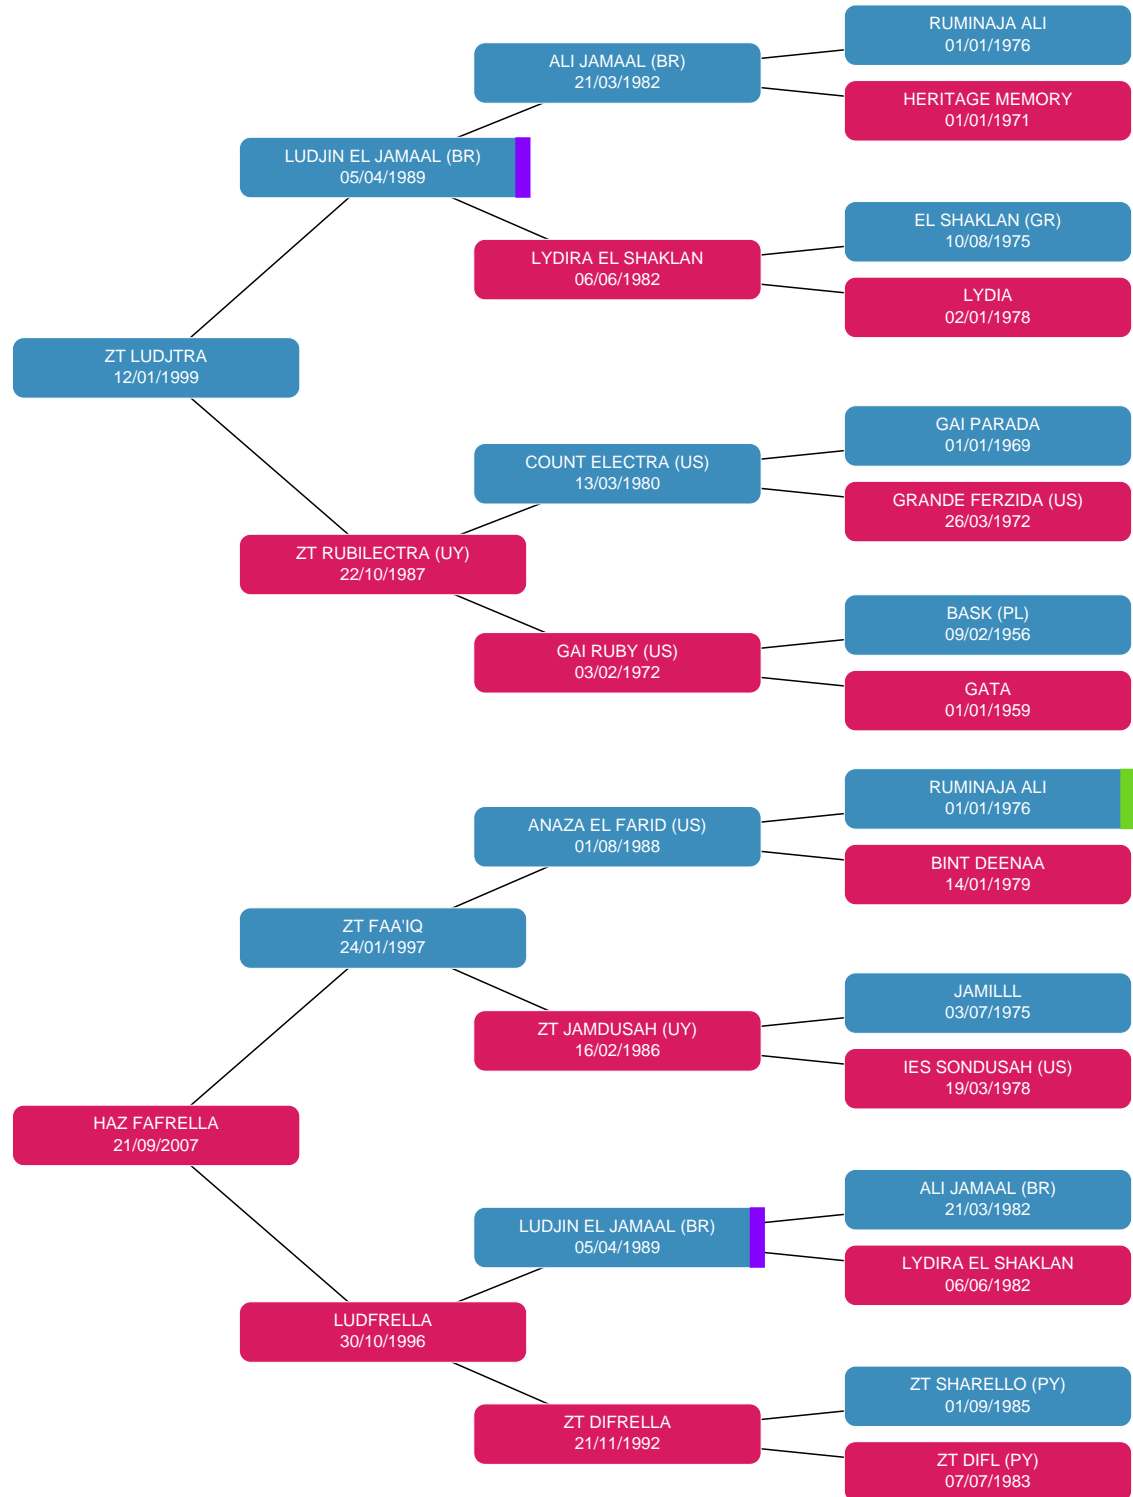 RUMINAJA ALI
01/01/1976
ALI JAMAAL (BR)
21/03/1982
HERITAGE MEMORY
01/01/1971
LUDJIN EL JAMAAL (BR)
05/04/1989
EL SHAKLAN (GR)
10/08/1975
LYDIRA EL SHAKLAN
06/06/1982
LYDIA
02/01/1978
ZT LUDJTRA
12/01/1999
GAI PARADA
01/01/1969
COUNT ELECTRA (US)
13/03/1980
GRANDE FERZIDA (US)
26/03/1972
ZT RUBILECTRA (UY)
22/10/1987
BASK (PL)
09/02/1956
GAI RUBY (US)
03/02/1972
GATA
01/01/1959
RUMINAJA ALI
01/01/1976
ANAZA EL FARID (US)
01/08/1988
BINT DEENAA
14/01/1979
ZT FAA'IQ
24/01/1997
JAMILLL
03/07/1975
ZT JAMDUSAH (UY)
16/02/1986
IES SONDUSAH (US)
19/03/1978
HAZ FAFRELLA
21/09/2007
ALI JAMAAL (BR)
21/03/1982
LUDJIN EL JAMAAL (BR)
05/04/1989
LYDIRA EL SHAKLAN
06/06/1982
LUDFRELLA
30/10/1996
ZT SHARELLO (PY)
01/09/1985
ZT DIFRELLA
21/11/1992
ZT DIFL (PY)
07/07/1983